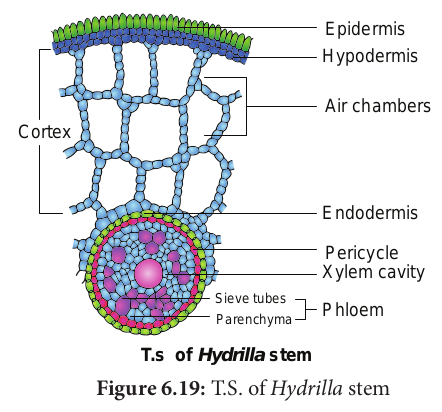 Epidermis
Hypodermis
Air chambers
Cortex
Endodermis
Pericycle
Xylem cavity
Sieve tubes
Parenchyma
Phloem
T.s of Hydrilla stem
Figure 6.19: T.S. of Hydrilla stem